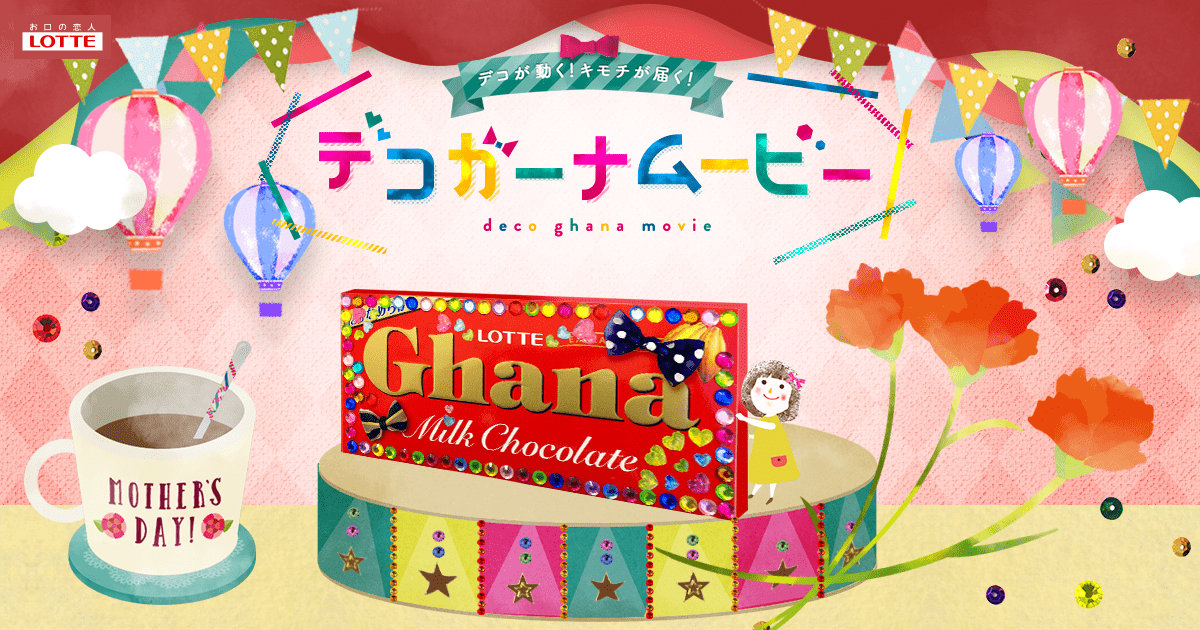 お口の恋人
LOTTE
デコが動く!キモチが届く!
デコガーナムービー
deco ghana movie
LOTTE
Ghana
Milk Chocolate
MOTHER'S
DAY!